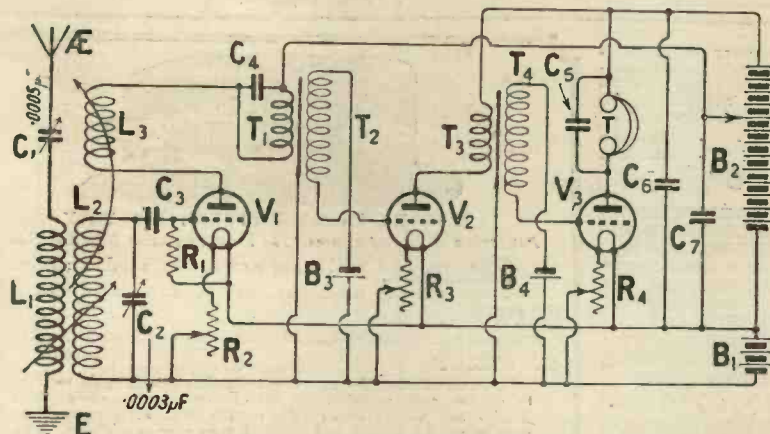 Æ
.0005μ
C₁
L₃
C₄
T₁
T₂
T₃
T₄
C₅
T
B₂
L₂
C₃
V₁
V₂
V₃
C₆
C₇
L₁
R₁
C₂
R₂
B₃
R₃
B₄
R₄
B₁
.0003μF
E